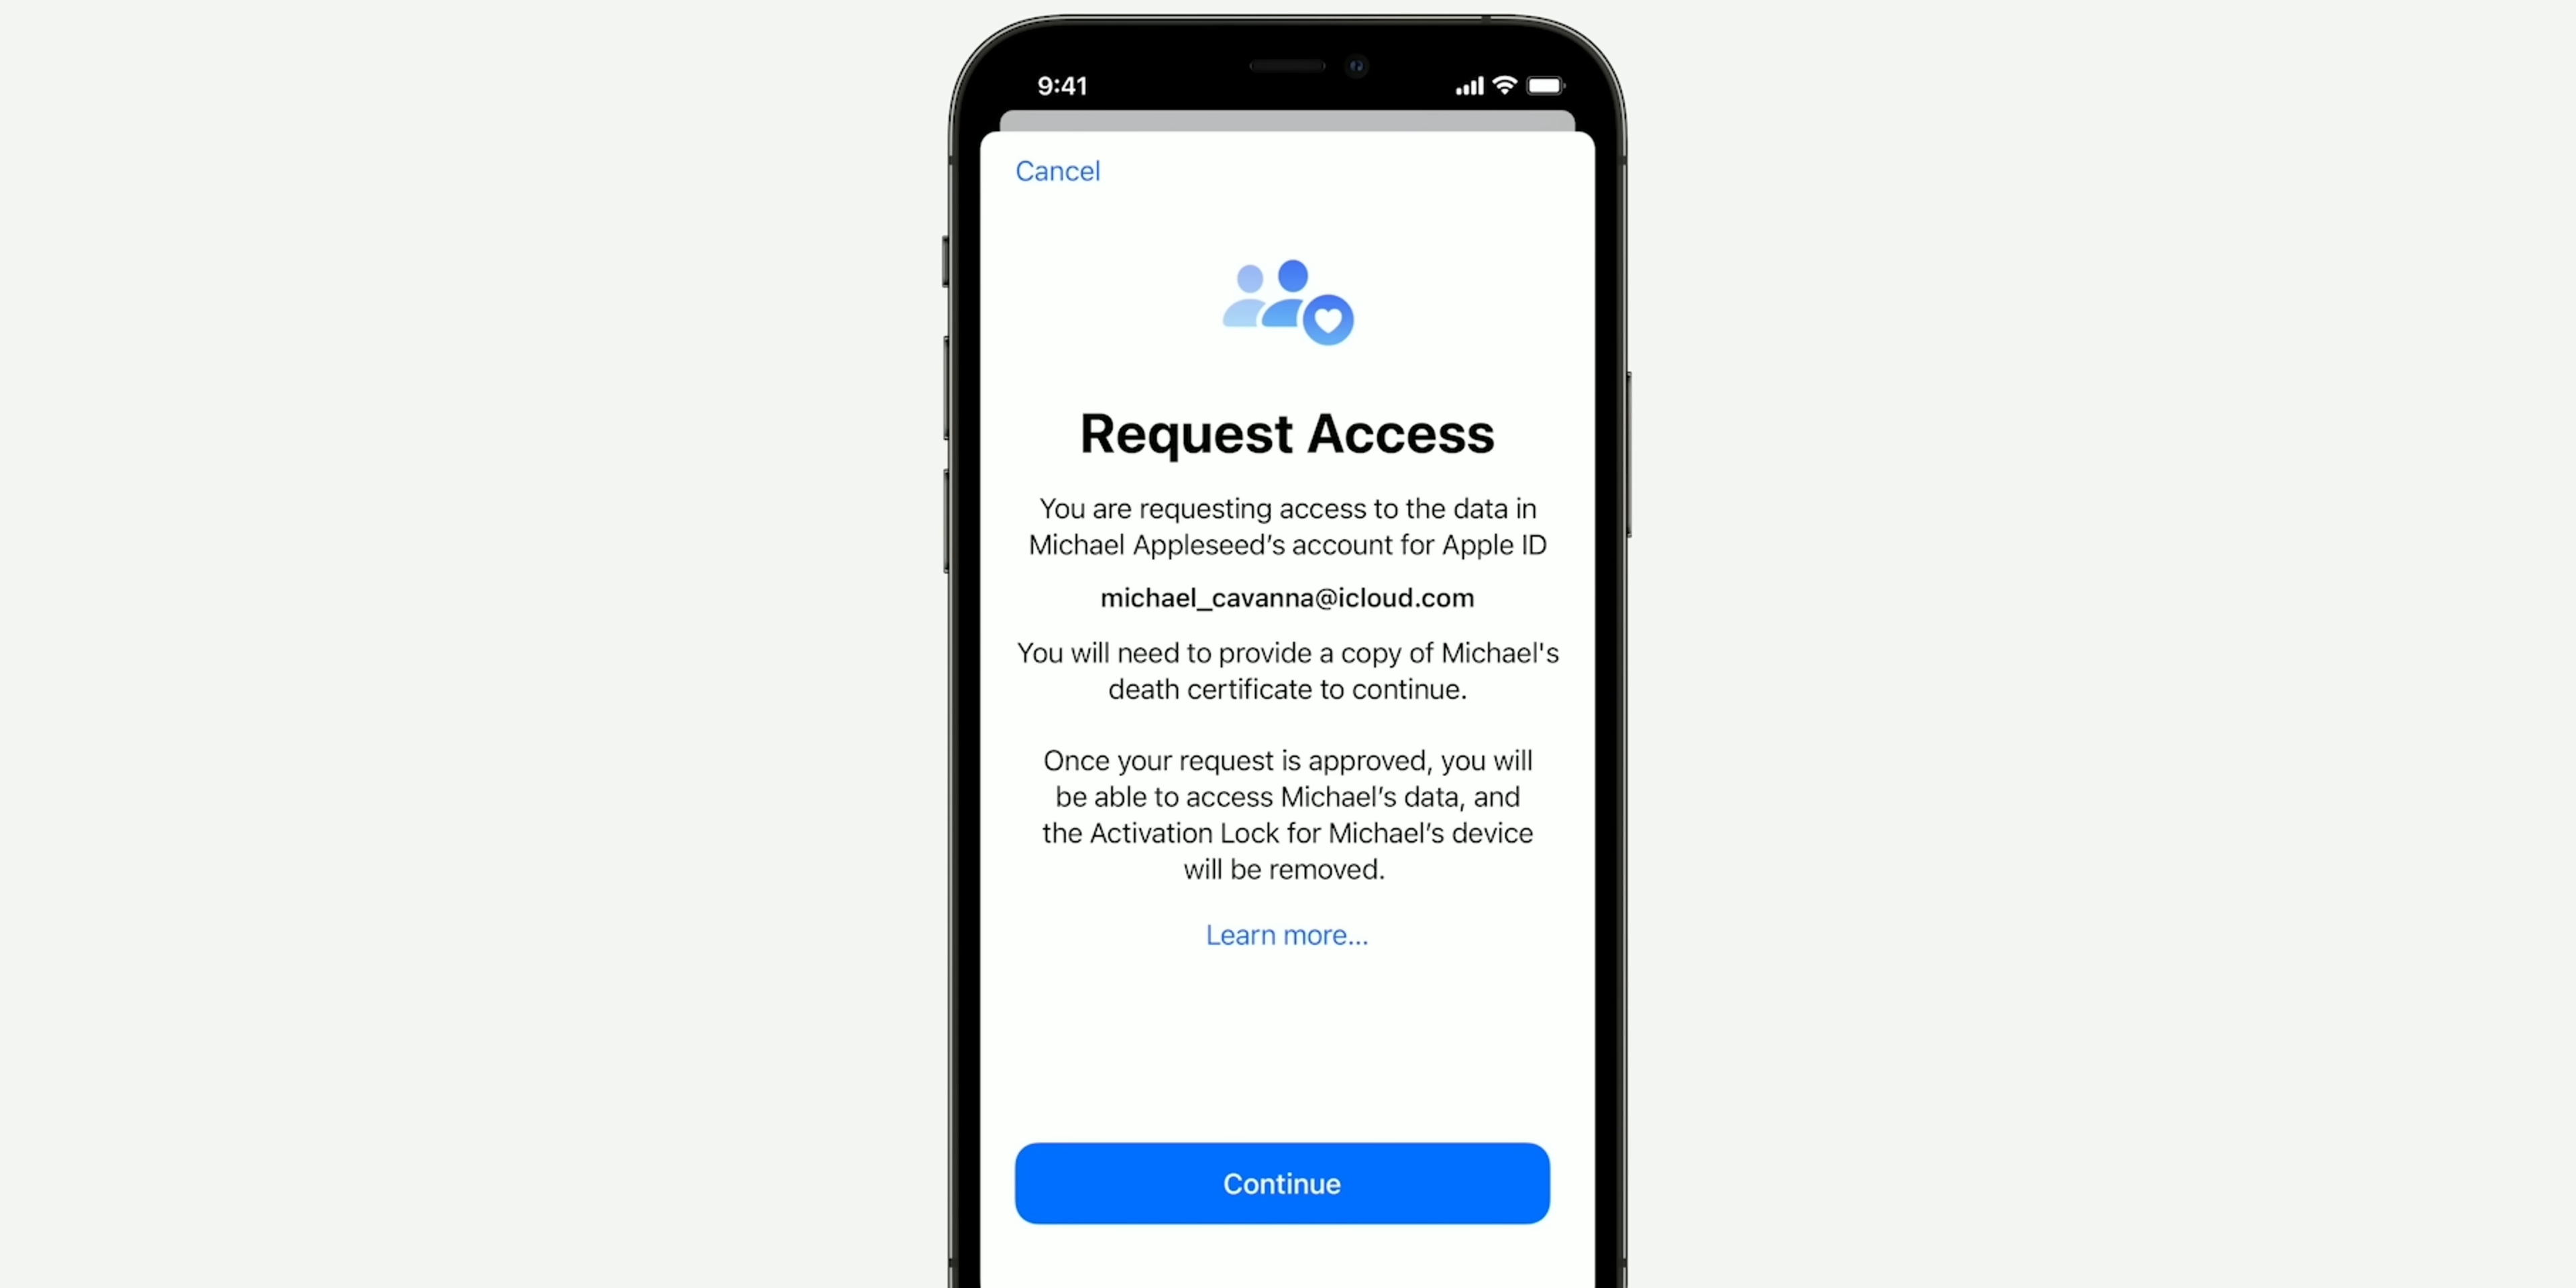 9:41
Cancel
Request Access
You are requesting access to the data in
Michael Appleseed’s account for Apple ID
michael_cavanna@icloud.com
You will need to provide a copy of Michael's
death certificate to continue.
Once your request is approved, you will
be able to access Michael’s data, and
the Activation Lock for Michael’s device
will be removed.
Learn more...
Continue